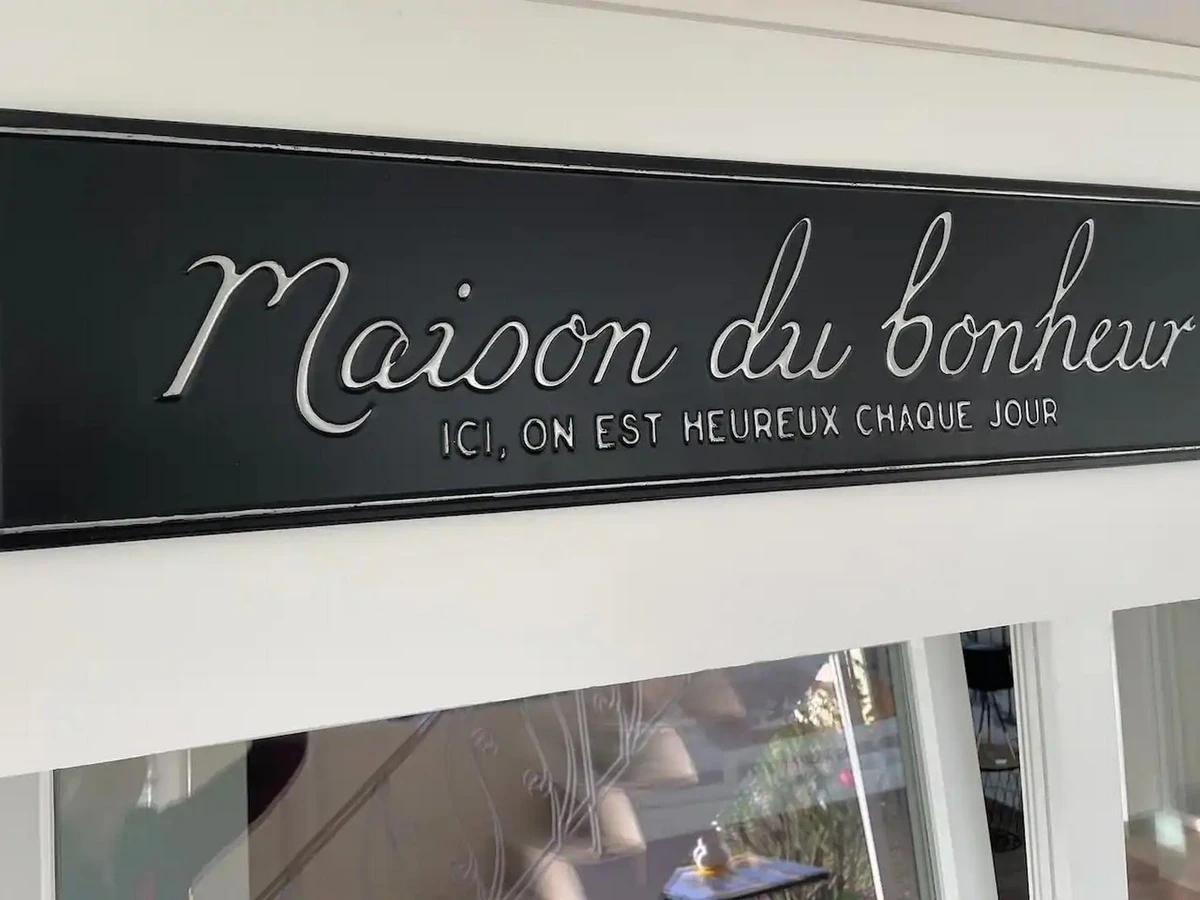 Maison du bonheur
ICI, ON EST HEUREUX CHAQUE JOUR